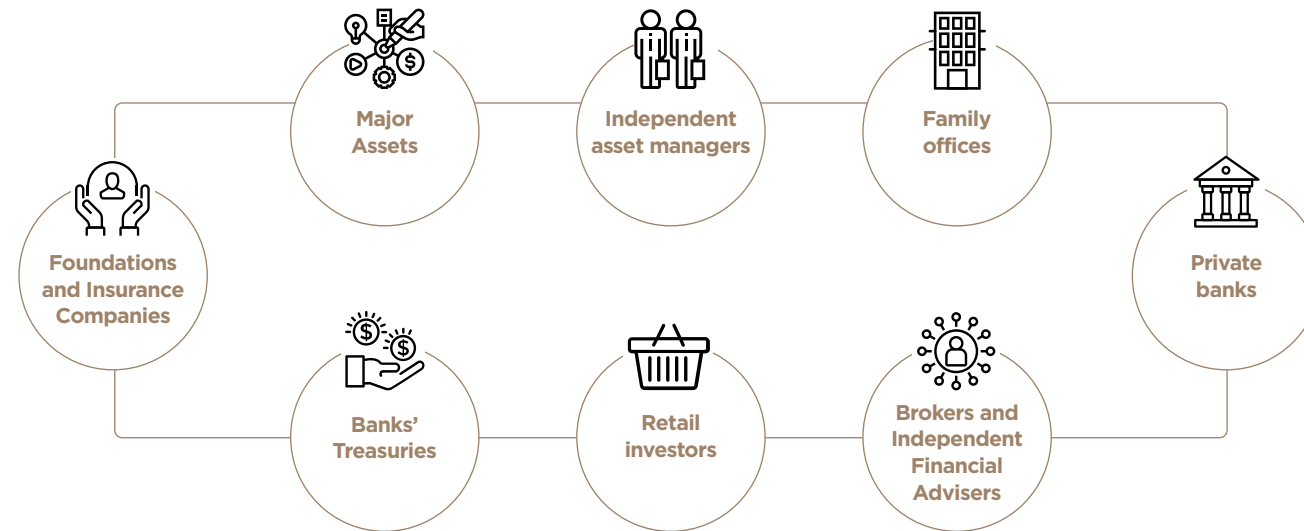 Major
Assets
Independent
asset managers
Family
offices
Foundations
and Insurance
Companies
Private
banks
Banks’
Treasuries
Retail
investors
Brokers and
Independent
Financial
Advisers